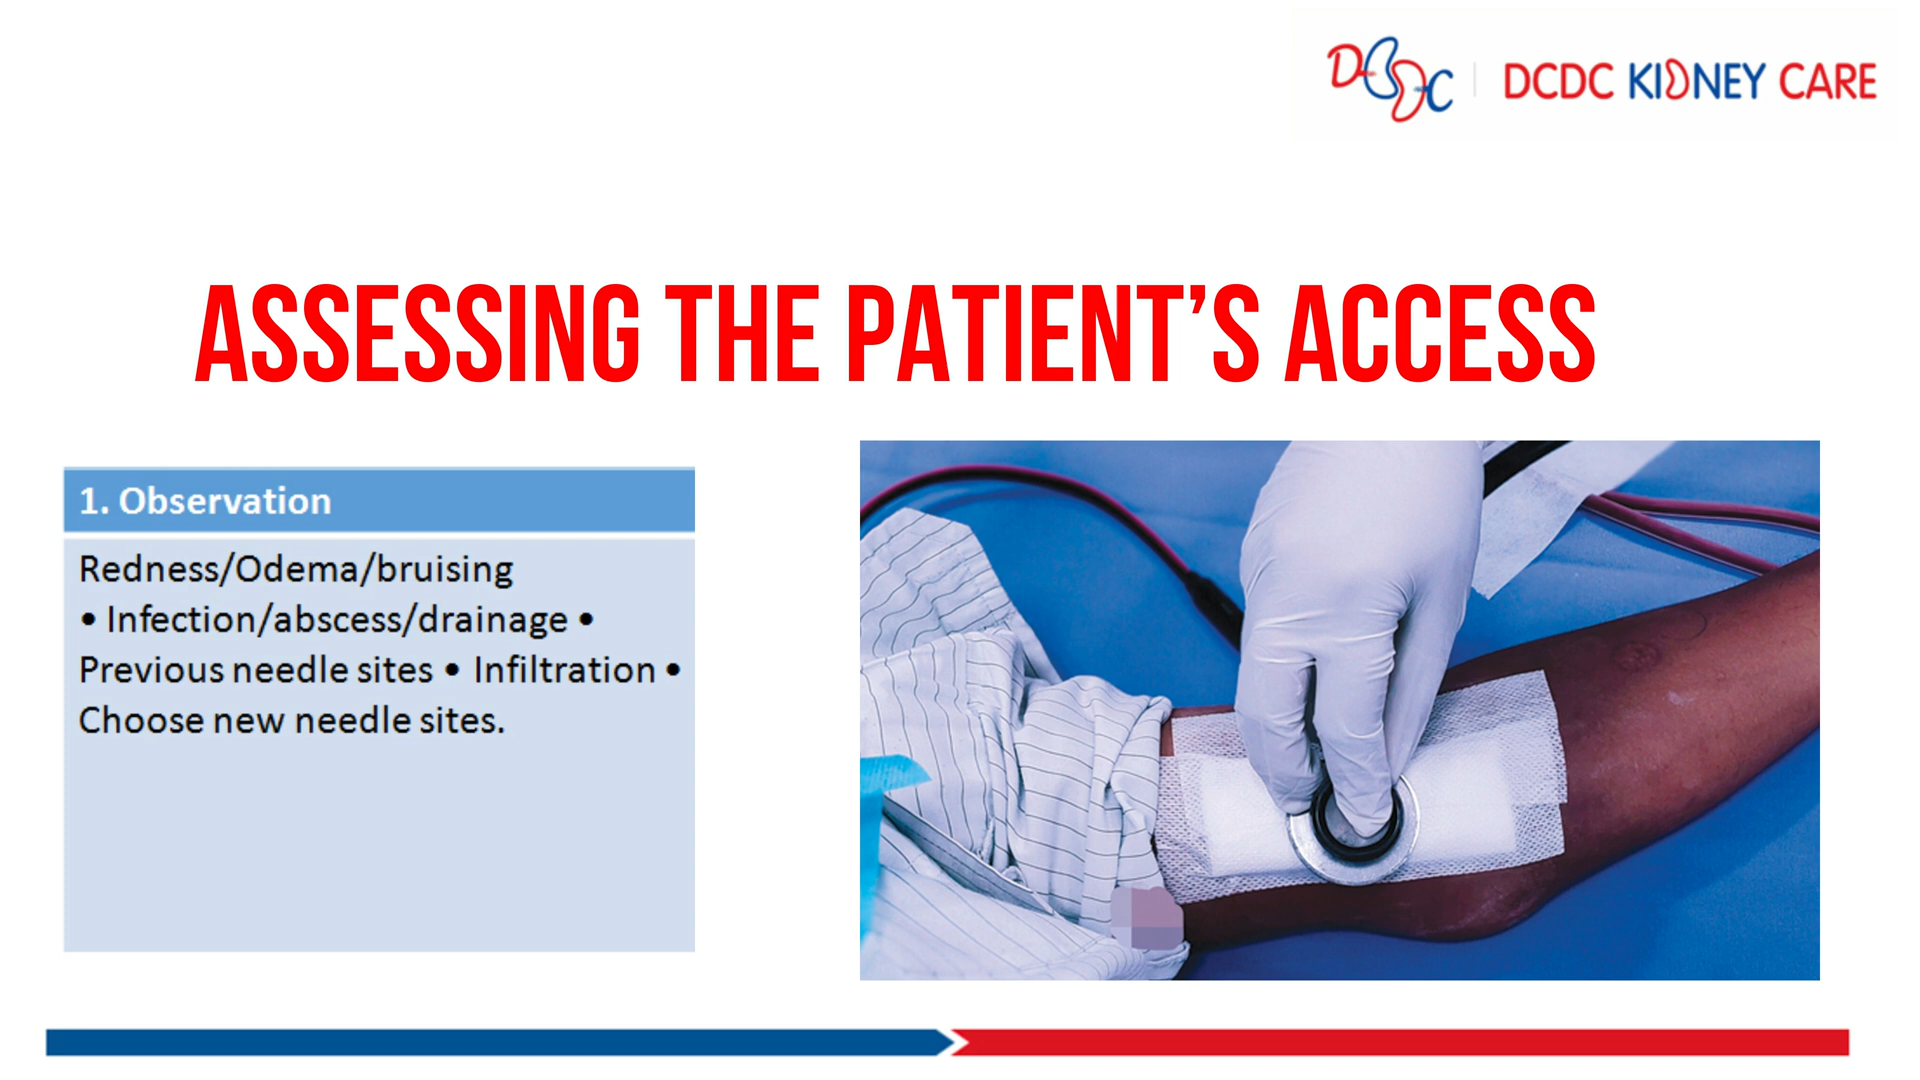 DCDC | DCDC KIDNEY CARE
ASSESSING THE PATIENT’S ACCESS
1. Observation
Redness/Odema/bruising
• Infection/abscess/drainage •
Previous needle sites • Infiltration •
Choose new needle sites.